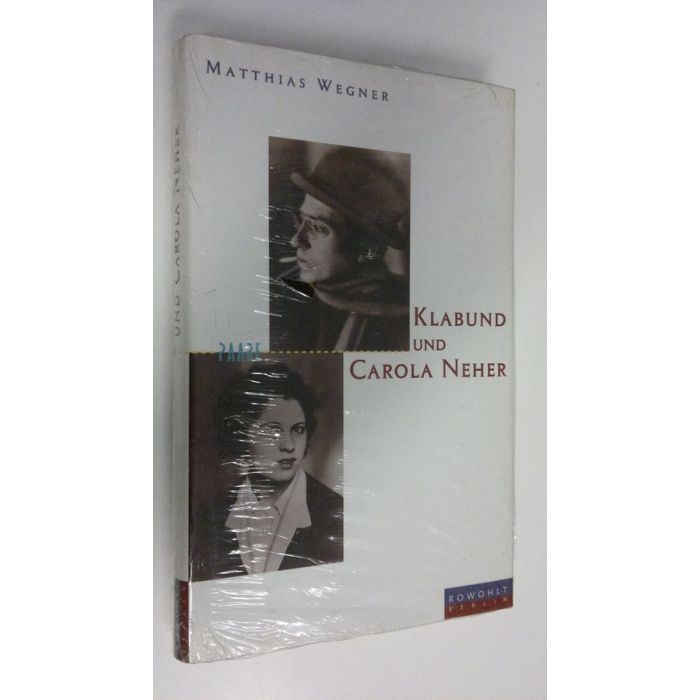 MATTHIAS WEGNER
KLABUND
UND
CAROLA NEHER
PAARE
ROWOHLT
BERLIN
UND CAROLA NEHER